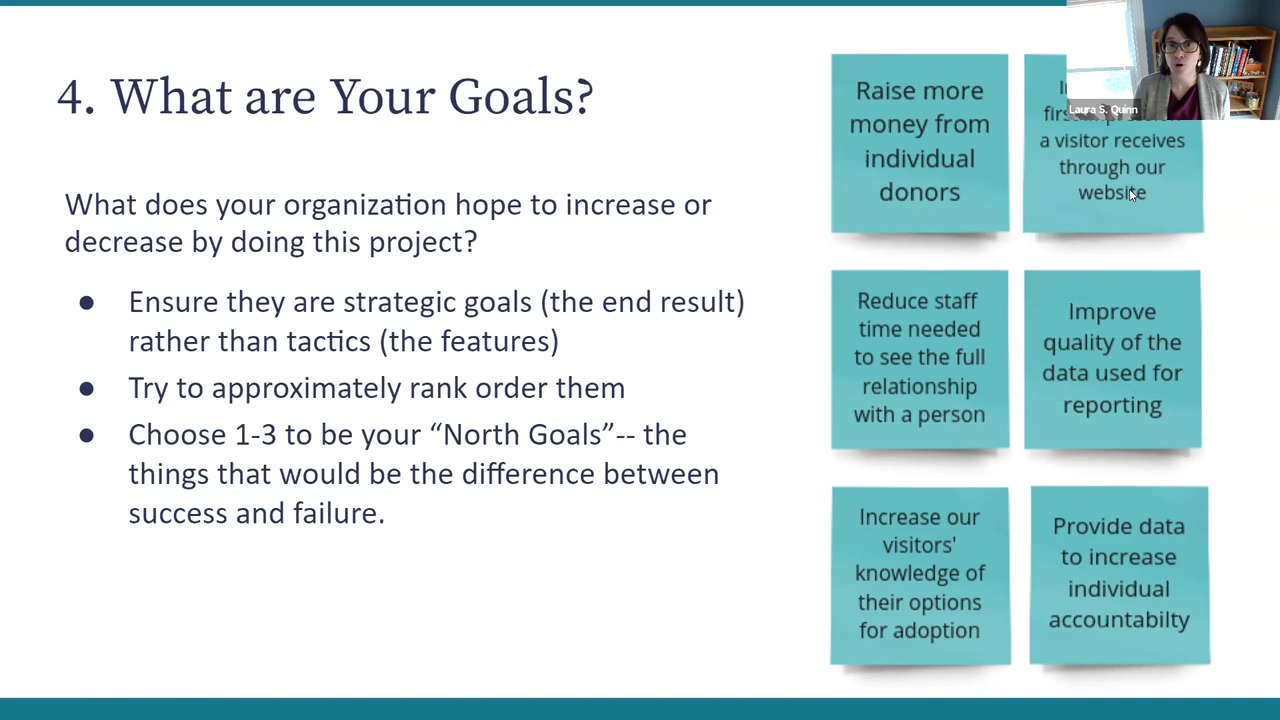 4. What are Your Goals?
What does your organization hope to increase or
decrease by doing this project?
● Ensure they are strategic goals (the end result)
rather than tactics (the features)
● Try to approximately rank order them
● Choose 1-3 to be your “North Goals”-- the
things that would be the difference between
success and failure.
Raise more
money from
individual
donors
a visitor receives
through our
website
Reduce staff
time needed
to see the full
relationship
with a person
Improve
quality of the
data used for
reporting
Increase our
visitors'
knowledge of
their options
for adoption
Provide data
to increase
individual
accountabilty
Laura S. Quinn